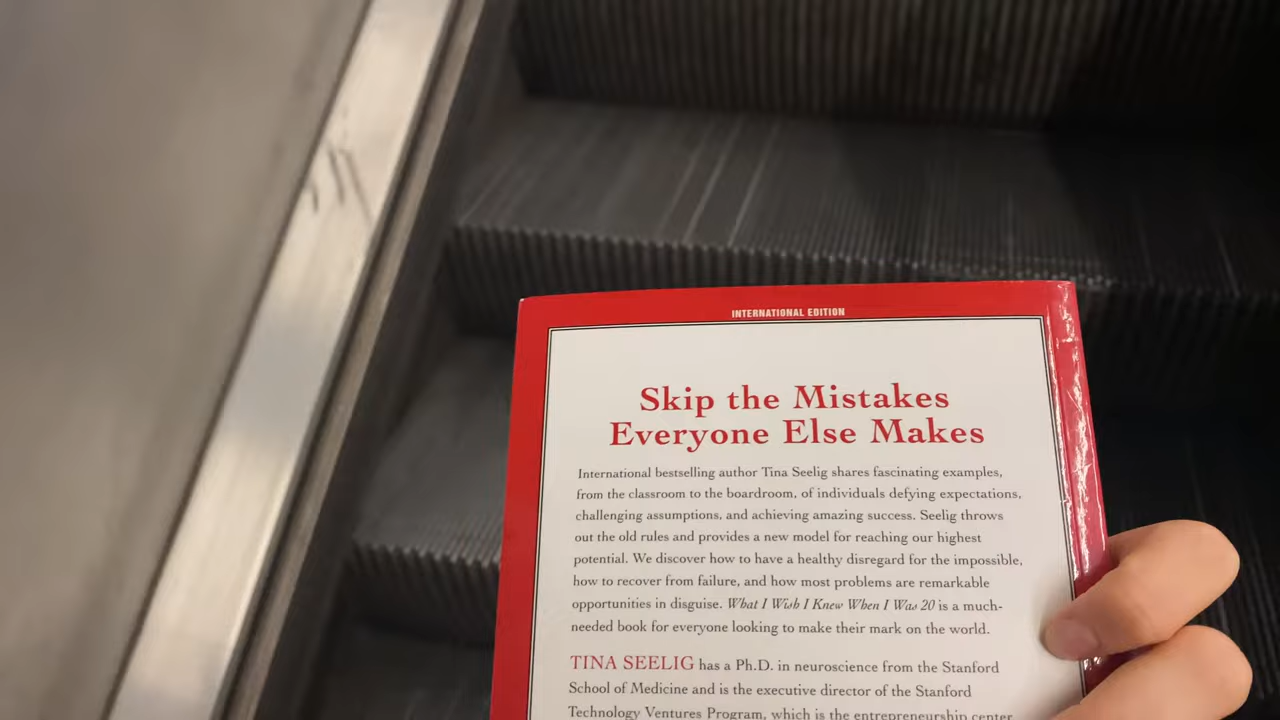 INTERNATIONAL EDITION
Skip the Mistakes
Everyone Else Makes
International bestselling author Tina Seelig shares fascinating examples,
from the classroom to the boardroom, of individuals defying expectations,
challenging assumptions, and achieving amazing success. Seelig throws
out the old rules and provides a new model for reaching our highest
potential. We discover how to have a healthy disregard for the impossible,
how to recover from failure, and how most problems are remarkable
opportunities in disguise. What I Wish I Knew When I Was 20 is a much-
needed book for everyone looking to make their mark on the world.
TINA SEELIG has a Ph.D. in neuroscience from the Stanford
School of Medicine and is the executive director of the Stanford
Technology Ventures Program, which is the entrepreneurship center